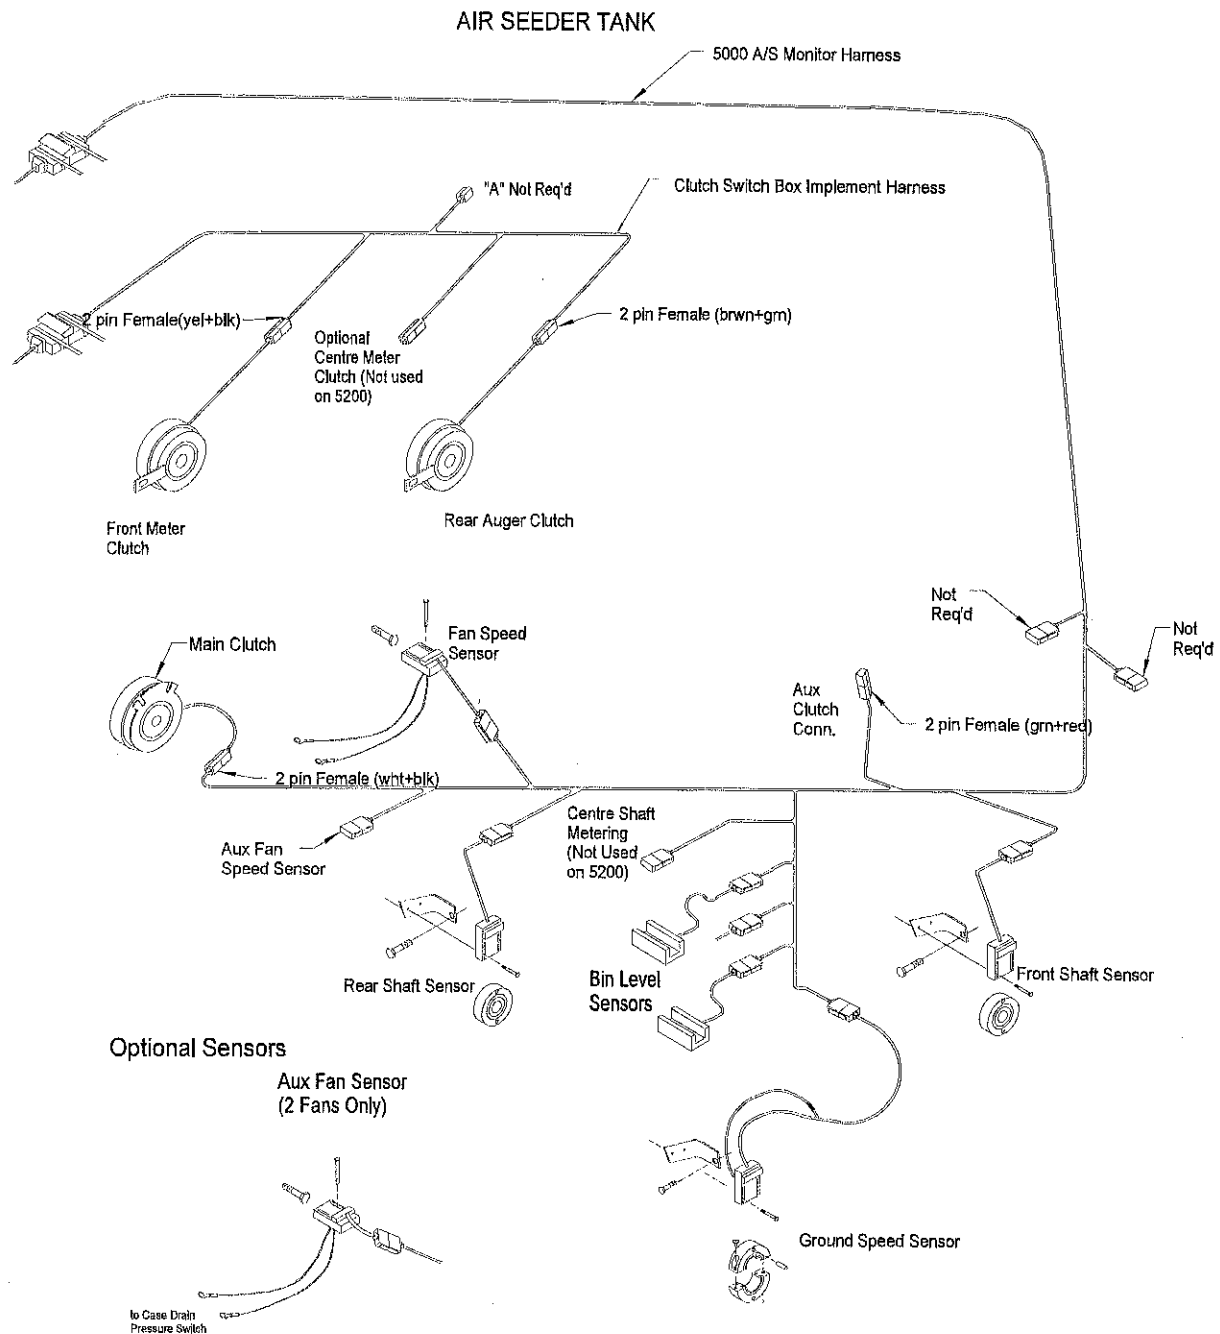 AIR SEEDER TANK
5000 A/S Monitor Harness
"A" Not Req'd
Clutch Switch Box Implement Harness
2 pin Female(yel+blk)
2 pin Female (brwn+grn)
Optional
Centre Meter
Clutch (Not used
on 5200)
Front Meter
Clutch
Rear Auger Clutch
Not
Req'd
Not
Req'd
Fan Speed
Sensor
Main Clutch
Aux
Clutch
Conn.
2 pin Female (grn+red)
2 pin Female (wht+blk)
Aux Fan
Speed Sensor
Centre Shaft
Metering
(Not Used
on 5200)
Rear Shaft Sensor
Bin Level
Sensors
Front Shaft Sensor
Optional Sensors
Aux Fan Sensor
(2 Fans Only)
Ground Speed Sensor
to Case Drain
Pressure Switch